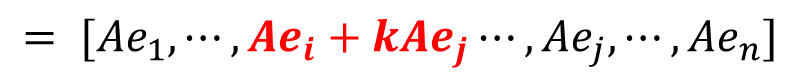 = [Ae₁, ⋯, Aeᵢ + kAeⱼ ⋯, Aeⱼ, ⋯, Aeₙ]